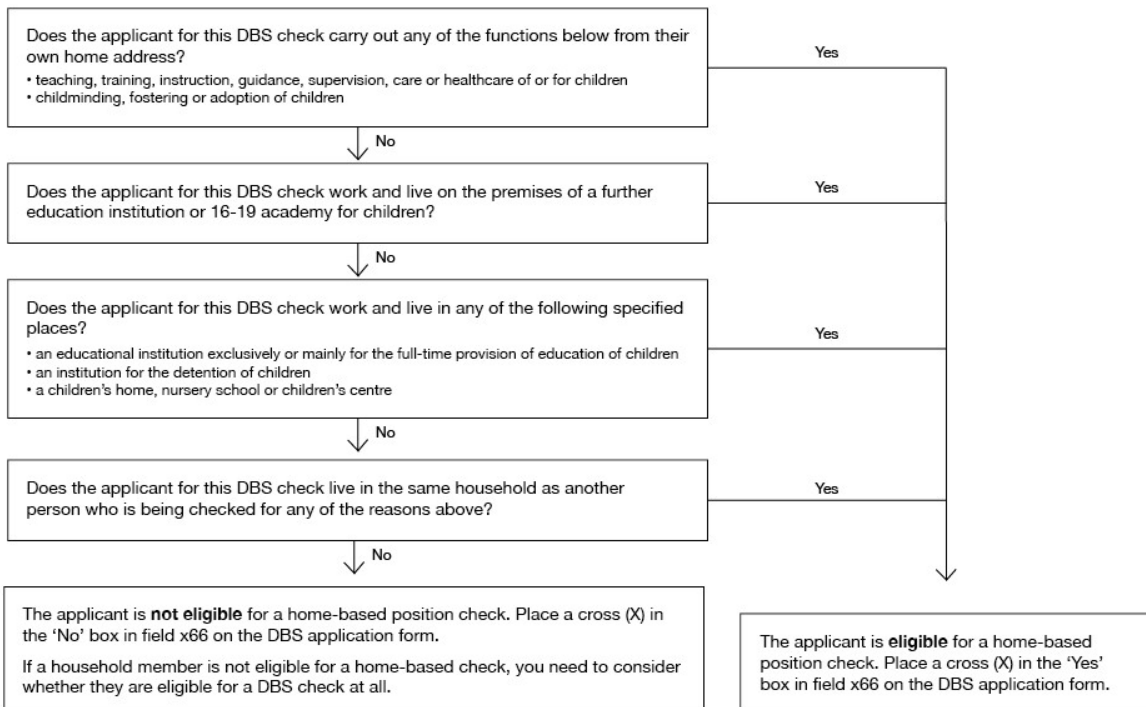 Does the applicant for this DBS check carry out any of the functions below from their
own home address?
• teaching, training, instruction, guidance, supervision, care or healthcare of or for children
• childminding, fostering or adoption of children
Yes
No
Does the applicant for this DBS check work and live on the premises of a further
education institution or 16-19 academy for children?
Yes
No
Does the applicant for this DBS check work and live in any of the following specified
places?
• an educational institution exclusively or mainly for the full-time provision of education of children
• an institution for the detention of children
• a children's home, nursery school or children's centre
Yes
No
Does the applicant for this DBS check live in the same household as another
person who is being checked for any of the reasons above?
Yes
No
The applicant is not eligible for a home-based position check. Place a cross (X) in
the 'No' box in field x66 on the DBS application form.
If a household member is not eligible for a home-based check, you need to consider
whether they are eligible for a DBS check at all.
The applicant is eligible for a home-based
position check. Place a cross (X) in the 'Yes'
box in field x66 on the DBS application form.